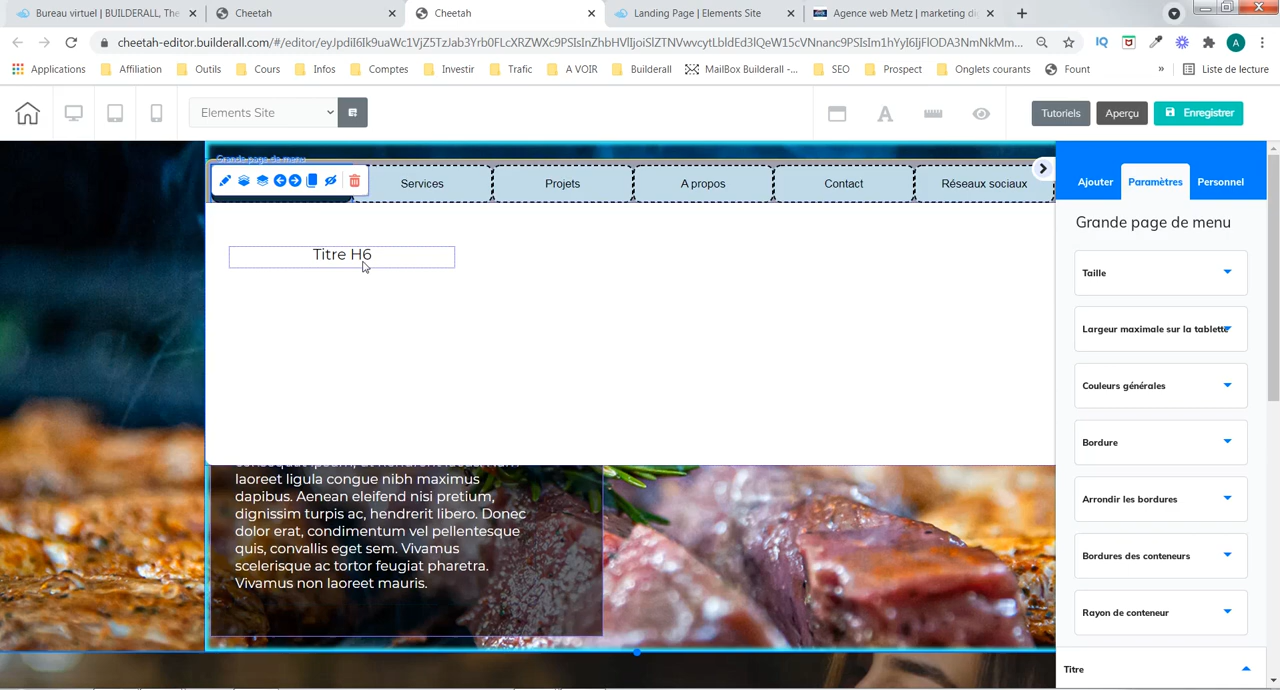 Bureau virtuel | BUILDERALL, The
Cheetah
Cheetah
Landing Page | Elements Site
Agence web Metz | marketing di
cheetah-editor.builderall.com/#/editor/
Applications
Affiliation
Outils
Cours
Infos
Comptes
Investir
Trafic
A VOIR
Builderall
MailBox Builderall -...
SEO
Prospect
Onglets courants
Fount
»
Liste de lecture
Elements Site
Tutoriels
Aperçu
Enregistrer
Grande page de menu
Services
Projets
A propos
Contact
Réseaux sociaux
Titre H6
laoreet ligula congue nibh maximus
dapibus. Aenean eleifend nisi pretium,
dignissim turpis ac, hendrerit libero. Donec
dolor erat, condimentum vel pellentesque
quis, convallis eget sem. Vivamus
scelerisque ac tortor feugiat pharetra.
Vivamus non laoreet mauris.
Ajouter
Paramètres
Personnel
Grande page de menu
Taille
Largeur maximale sur la tablette
Couleurs générales
Bordure
Arrondir les bordures
Bordures des conteneurs
Rayon de conteneur
Titre